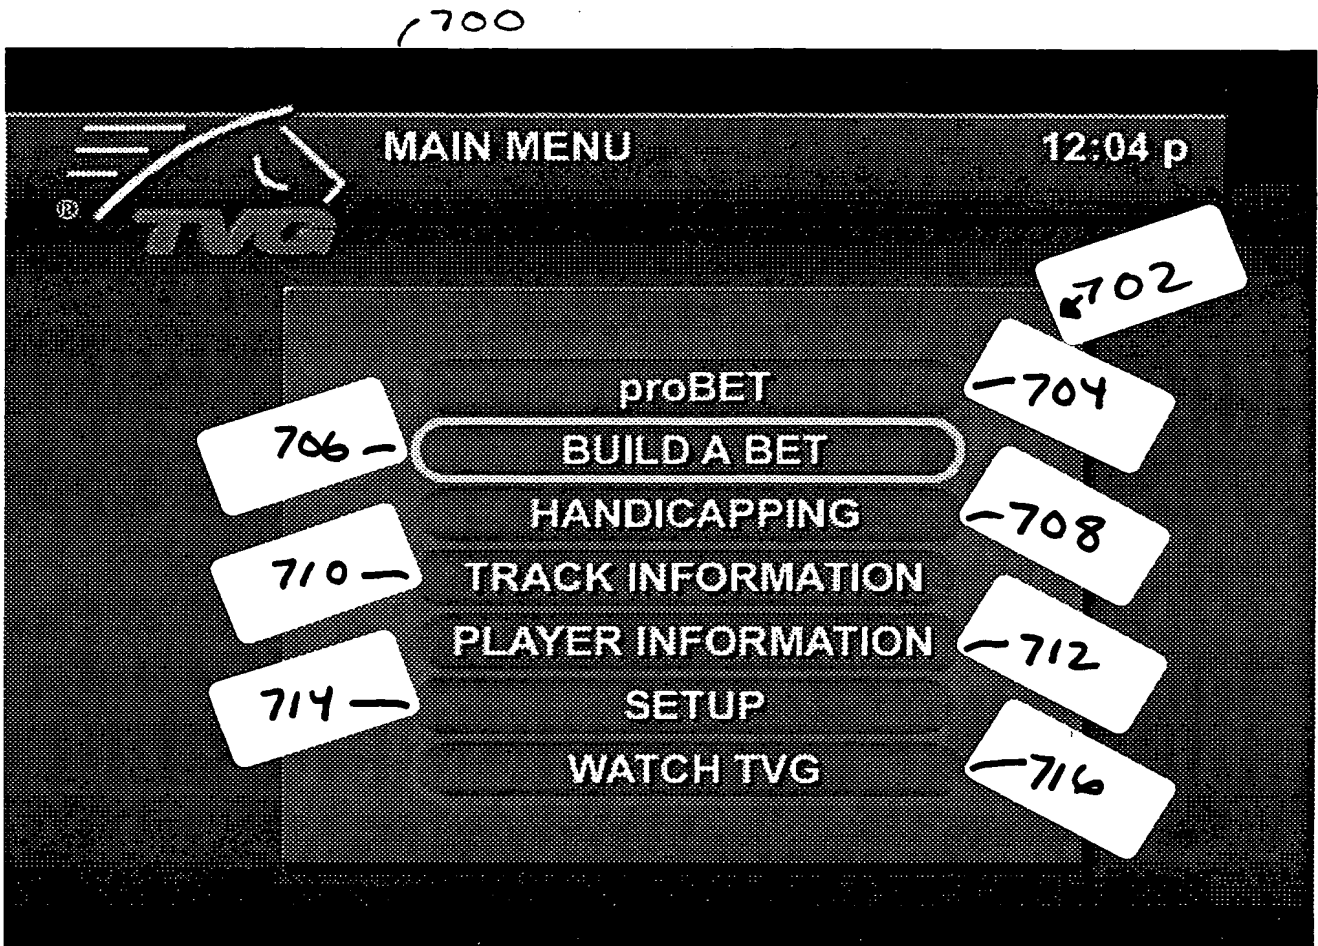 700
MAIN MENU
12:04 p
® TVG
702
proBET
704
706
BUILD A BET
HANDICAPPING
708
710
TRACK INFORMATION
PLAYER INFORMATION
712
714
SETUP
WATCH TVG
716